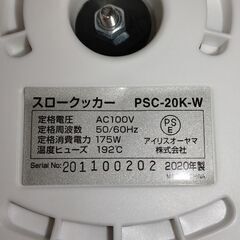 スロークッカー PSC-20K-W
定格電圧 AC100V
定格周波数 50/60Hz
定格消費電力 175W
温度ヒューズ 192℃
PS
E
アイリスオーヤマ
株式会社
Serial No: 201100202 2020年製
CHINA